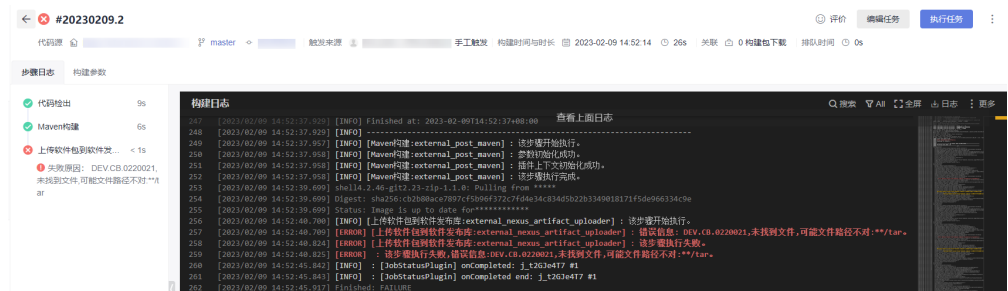 #20230209.2
评价
编辑任务
执行任务
代码源
master
触发来源
手工触发
构建时间与时长 2023-02-09 14:52:14 26s
关联 0 构建包下载
排队时间 0s
步骤日志
构建参数
代码检出 9s
Maven构建 6s
上传软件包到软件发... < 1s
失败原因： DEV.CB.0220021,
未找到文件,可能文件路径不对:**/t
ar
构建日志
搜索 All 全屏 日志 更多
查看上面日志
247 [2023/02/09 14:52:37.929] [INFO] Finished at: 2023-02-09T14:52:37+08:00
248 [2023/02/09 14:52:37.929] [INFO] ------------------------------------------------------------------------
249 [2023/02/09 14:52:37.957] [INFO] [Maven构建:external_post_maven] : 该步骤开始执行。
250 [2023/02/09 14:52:37.958] [INFO] [Maven构建:external_post_maven] : 参数初始化成功。
251 [2023/02/09 14:52:37.958] [INFO] [Maven构建:external_post_maven] : 插件上下文初始化成功。
252 [2023/02/09 14:52:37.958] [INFO] [Maven构建:external_post_maven] : 该步骤执行完成。
253 [2023/02/09 14:52:39.699] shell4.2.46-git2.23-zip-1.1.0: Pulling from *****
254 [2023/02/09 14:52:39.699] Digest: sha256:cb2b80ace7897cf5b96f372c7fd4e34c834d5b22b3349018171f5de966334c9e
255 [2023/02/09 14:52:39.699] Status: Image is up to date for************
256 [2023/02/09 14:52:40.700] [INFO] [上传软件包到软件发布库:external_nexus_artifact_uploader] : 该步骤开始执行。
257 [2023/02/09 14:52:40.709] [ERROR] [上传软件包到软件发布库:external_nexus_artifact_uploader] : 错误信息: DEV.CB.0220021,未找到文件,可能文件路径不对:**/tar。
258 [2023/02/09 14:52:40.824] [ERROR] [上传软件包到软件发布库:external_nexus_artifact_uploader] : 该步骤执行失败。
259 [2023/02/09 14:52:40.825] [ERROR] : 该步骤执行失败,错误信息:DEV.CB.0220021,未找到文件,可能文件路径不对:**/tar。
260 [2023/02/09 14:52:45.842] [INFO] : [JobStatusPlugin] onCompleted: j_t2GJe4T7 #1
261 [2023/02/09 14:52:45.843] [INFO] : [JobStatusPlugin] onCompleted end: j_t2GJe4T7 #1
262 [2023/02/09 14:52:45.917] Finished: FAILURE